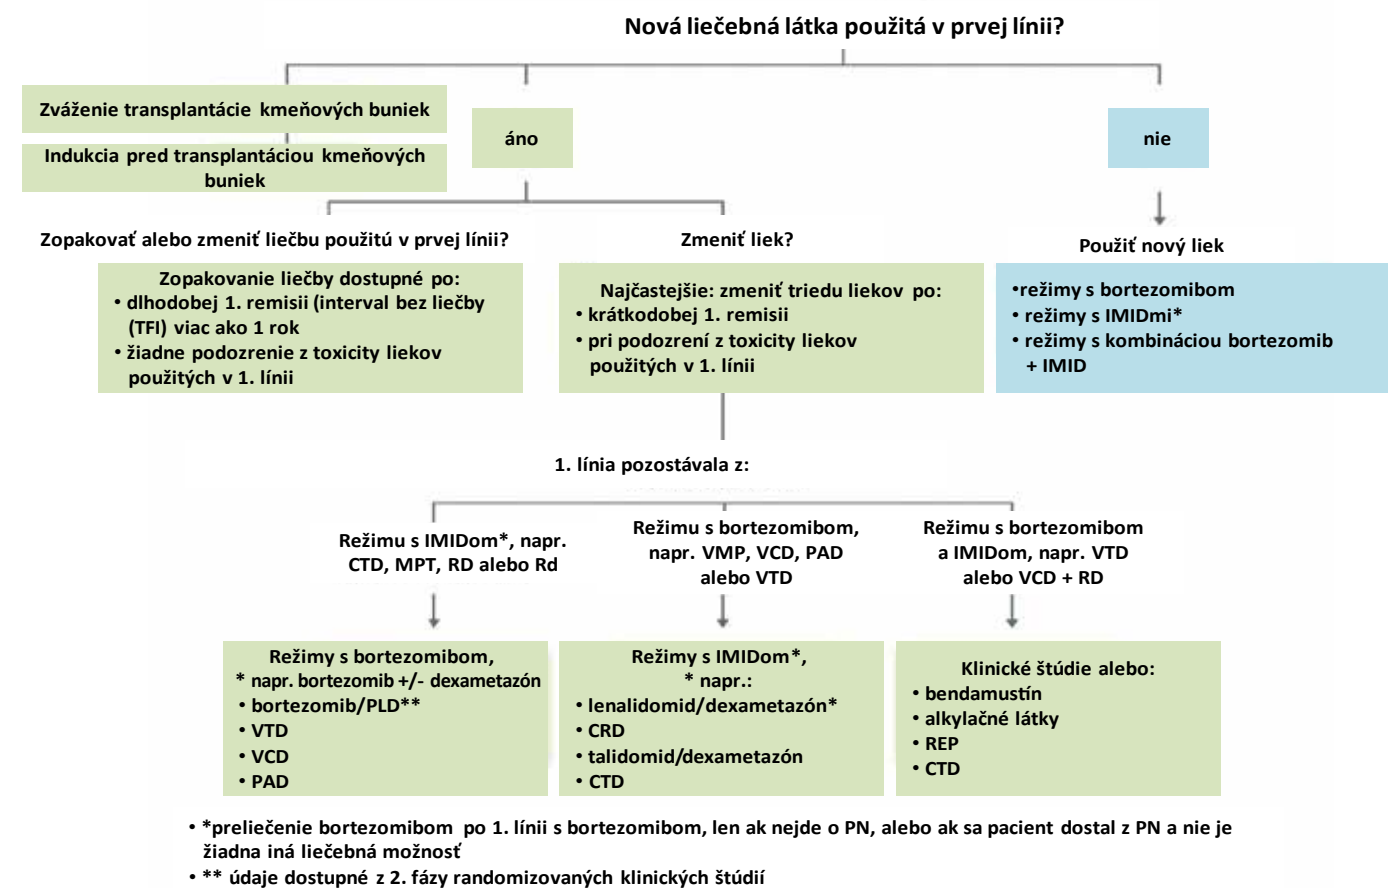 Nová liečebná látka použitá v prvej línii?
Zváženie transplantácie kmeňových buniek
Indukcia pred transplantáciou kmeňových
buniek
áno
nie
Zopakovať alebo zmeniť liečbu použitú v prvej línii?
Zopakovanie liečby dostupné po:
• dlhodobej 1. remisii (interval bez liečby
(TFI) viac ako 1 rok
• žiadne podozrenie z toxicity liekov
použitých v 1. línii
Zmeniť liek?
Najčastejšie: zmeniť triedu liekov po:
• krátkodobej 1. remisii
• pri podozrení z toxicity liekov
použitých v 1. línii
Použiť nový liek
•režimy s bortezomibom
• režimy s IMIDmi*
• režimy s kombináciou bortezomib
+ IMID
1. línia pozostávala z:
Režimu s IMIDom*, napr.
CTD, MPT, RD alebo Rd
Režimu s bortezomibom,
napr. VMP, VCD, PAD
alebo VTD
Režimu s bortezomibom
a IMIDom, napr. VTD
alebo VCD + RD
Režimy s bortezomibom,
* napr. bortezomib +/- dexametazón
• bortezomib/PLD**
• VTD
• VCD
• PAD
Režimy s IMIDom*,
* napr.:
• lenalidomid/dexametazón*
• CRD
• talidomid/dexametazón
• CTD
Klinické štúdie alebo:
• bendamustín
• alkylačné látky
• REP
• CTD
• *preliečenie bortezomibom po 1. línii s bortezomibom, len ak nejde o PN, alebo ak sa pacient dostal z PN a nie je
žiadna iná liečebná možnosť
• ** údaje dostupné z 2. fázy randomizovaných klinických štúdií